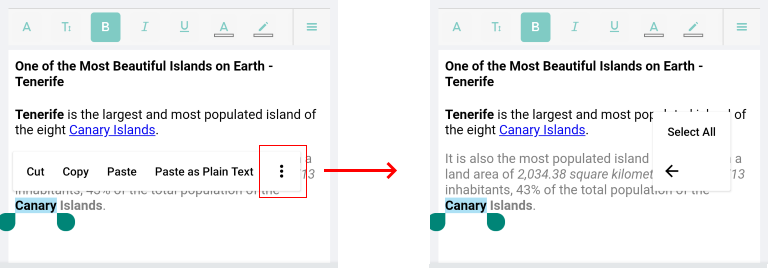 A Tt B I U A
One of the Most Beautiful Islands on Earth -
Tenerife
Tenerife is the largest and most populated island of
the eight Canary Islands.
a
Cut Copy Paste Paste as Plain Text
13
inhabitants, 43% of the total population of the
Canary Islands.
A Tt B I U A
One of the Most Beautiful Islands on Earth -
Tenerife
Tenerife is the largest and most populated island of
the eight Canary Islands.
Select All
It is also the most populated island a
land area of 2,034.38 square kilomet 13
inhabitants, 43% of the total population of the
Canary Islands.